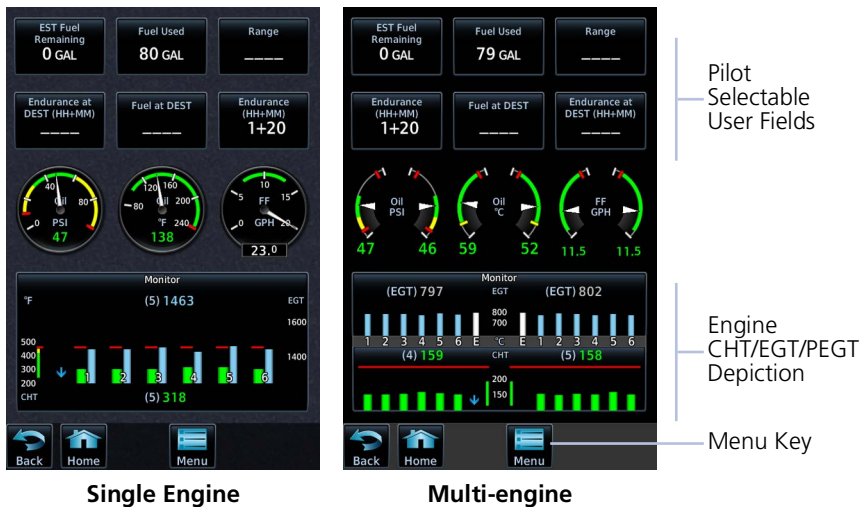 EST Fuel
Remaining
0 GAL
Fuel Used
80 GAL
Range
____
Endurance at
DEST (HH+MM)
____
Fuel at DEST
____
Endurance
(HH+MM)
1+20
40
80
0
Oil
PSI
47
120
160
80
200
240
Oil
°F
138
5
10
15
0
20
FF
GPH
23.0
Monitor
°F
(5) 1463
EGT
1600
500
400
300
200
1400
1
2
3
4
5
6
CHT
(5) 318
Back
Home
Menu
Single Engine
EST Fuel
Remaining
0 GAL
Fuel Used
79 GAL
Range
____
Endurance
(HH+MM)
1+20
Fuel at DEST
____
Endurance at
DEST (HH+MM)
____
Oil
PSI
47
46
Oil
°C
59
52
FF
GPH
11.5
11.5
Monitor
(EGT) 797
EGT
(EGT) 802
800
700
1 2 3 4 5 6 E
°C
E 1 2 3 4 5 6
(4) 159
CHT
(5) 158
200
150
Back
Home
Menu
Multi-engine
Pilot
Selectable
User Fields
Engine
CHT/EGT/PEGT
Depiction
Menu Key